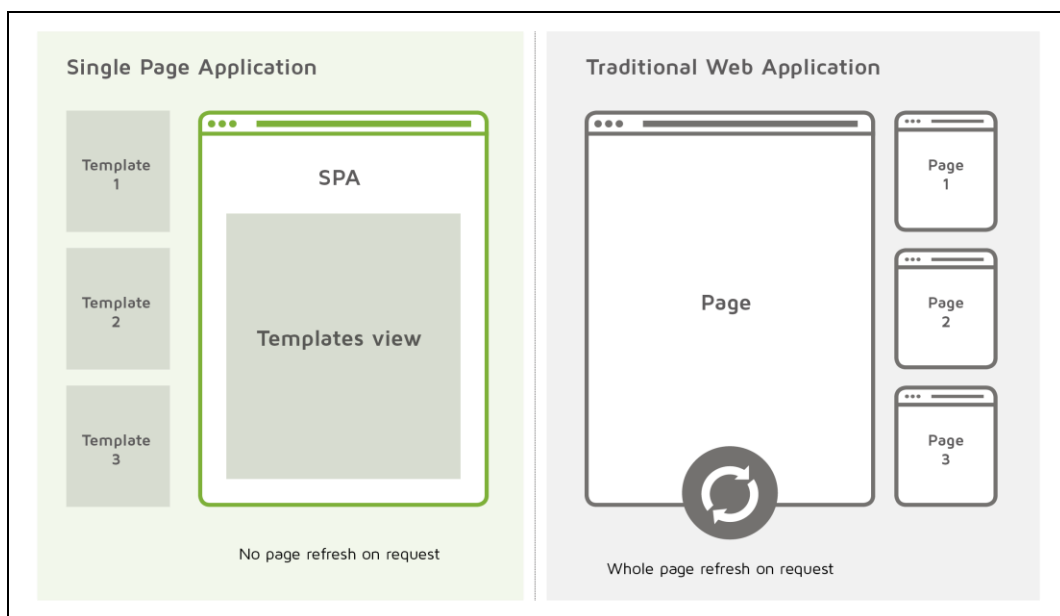 Single Page Application
Template
1
Template
2
Template
3
SPA
Templates view
No page refresh on request
Traditional Web Application
Page
Page
1
Page
2
Page
3
Whole page refresh on request